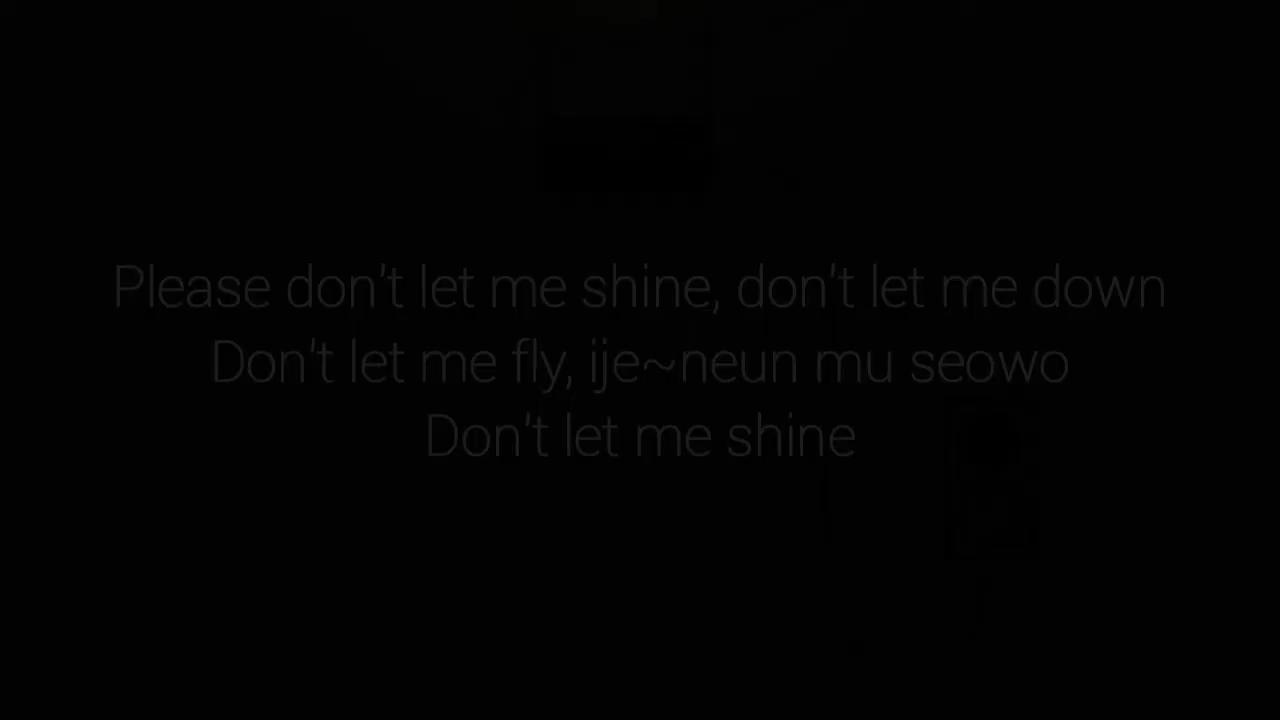 Please don't let me shine, don't let me down
Don't let me fly, ije~neun mu seowo
Don't let me shine